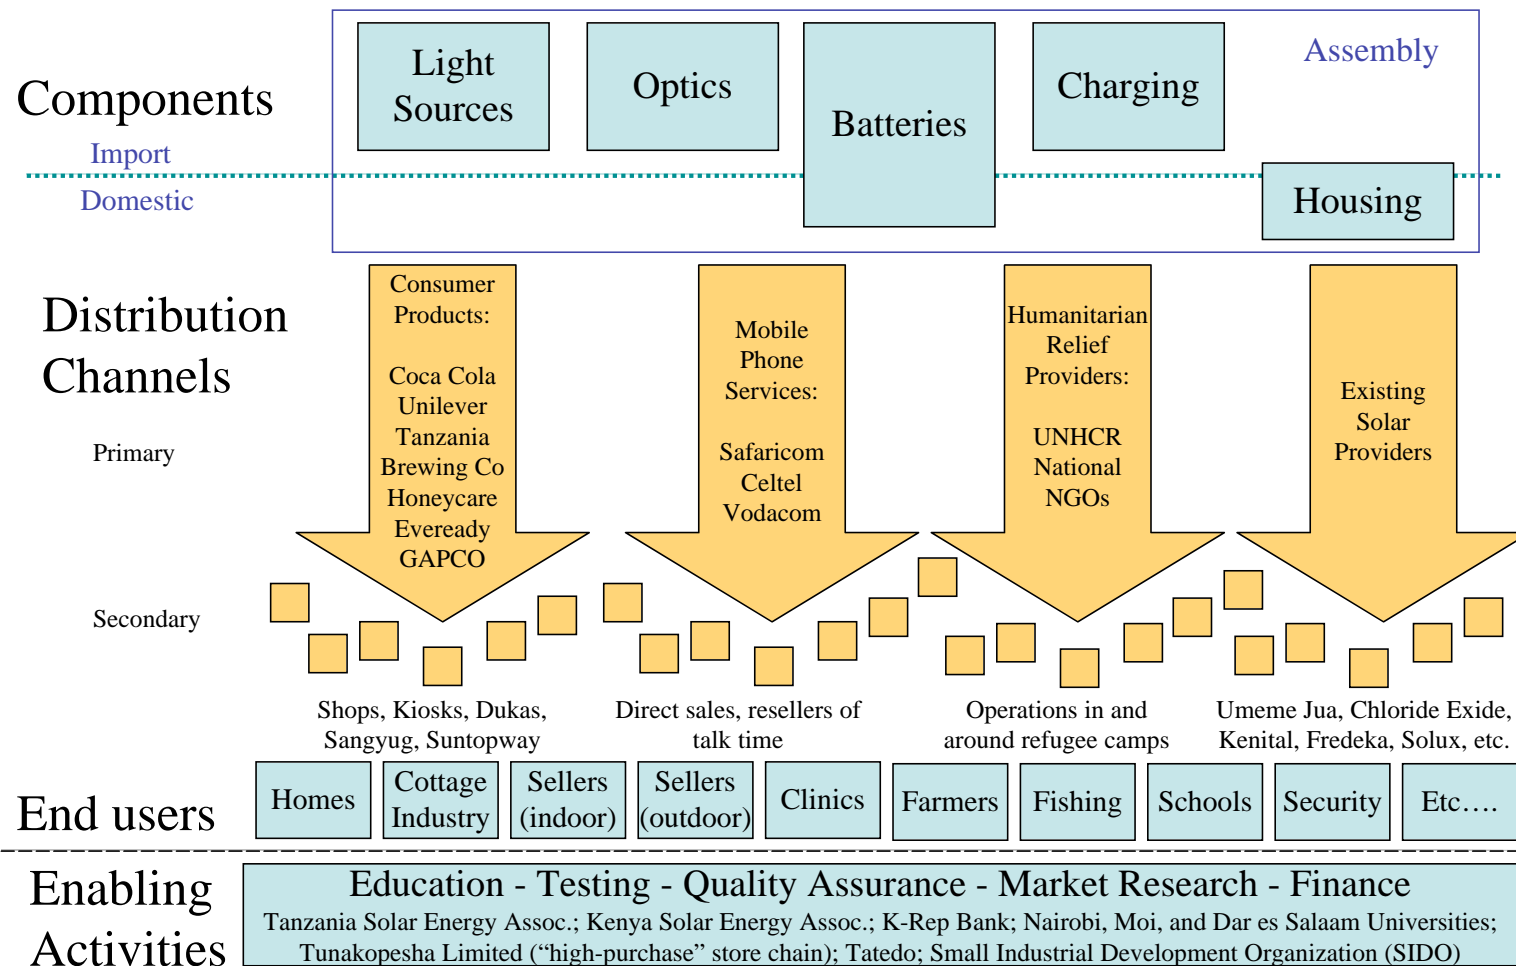 Components
Import
Domestic
Light
Sources
Optics
Batteries
Charging
Assembly
Housing
Distribution
Channels
Primary
Secondary
Consumer
Products:
Coca Cola
Unilever
Tanzania
Brewing Co
Honeycare
Eveready
GAPCO
Mobile
Phone
Services:
Safaricom
Celtel
Vodacom
Humanitarian
Relief
Providers:
UNHCR
National
NGOs
Existing
Solar
Providers
Shops, Kiosks, Dukas,
Sangyug, Suntopway
Direct sales, resellers of
talk time
Operations in and
around refugee camps
Umeme Jua, Chloride Exide,
Kenital, Fredeka, Solux, etc.
End users
Homes
Cottage
Industry
Sellers
(indoor)
Sellers
(outdoor)
Clinics
Farmers
Fishing
Schools
Security
Etc….
Enabling
Activities
Education - Testing - Quality Assurance - Market Research - Finance
Tanzania Solar Energy Assoc.; Kenya Solar Energy Assoc.; K-Rep Bank; Nairobi, Moi, and Dar es Salaam Universities;
Tunakopesha Limited (“high-purchase” store chain); Tatedo; Small Industrial Development Organization (SIDO)